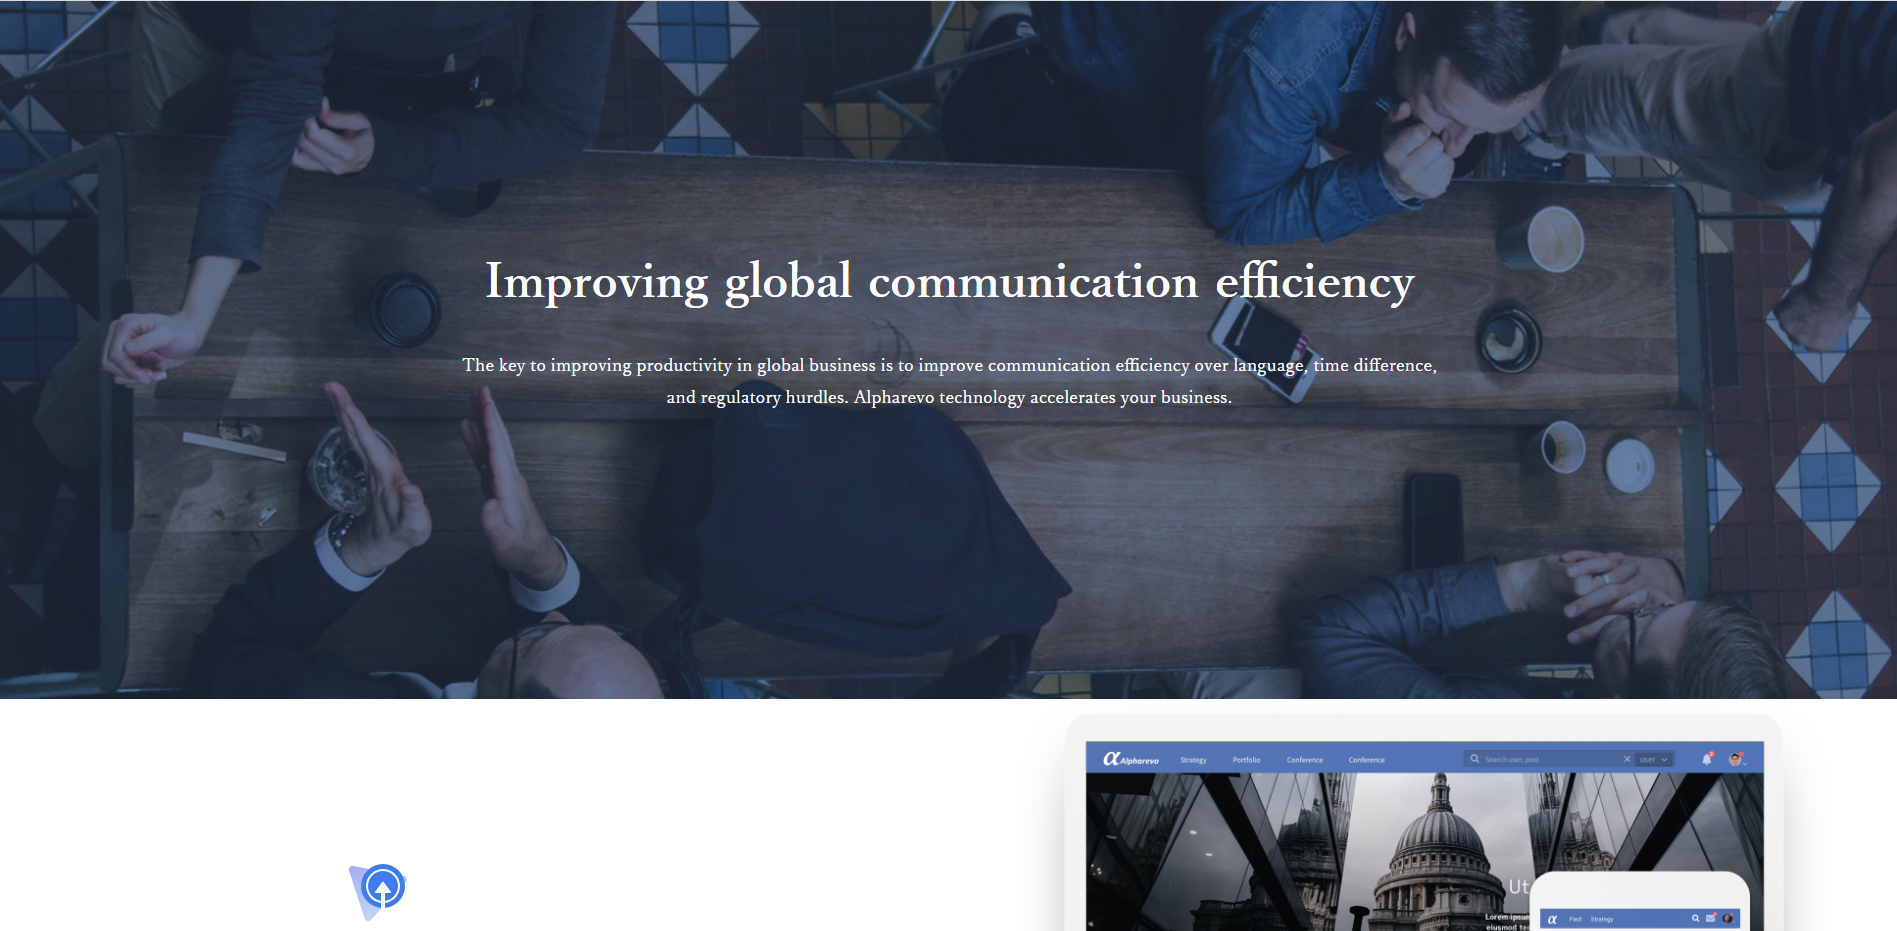 Improving global communication efficiency
The key to improving productivity in global business is to improve communication efficiency over language, time difference,
and regulatory hurdles. Alpharevo technology accelerates your business.
α Alpharevo Strategy Portfolio Conference Conference Search user, post user
Ut
Lorem ipsum
eiusmod te
α Find Strategy